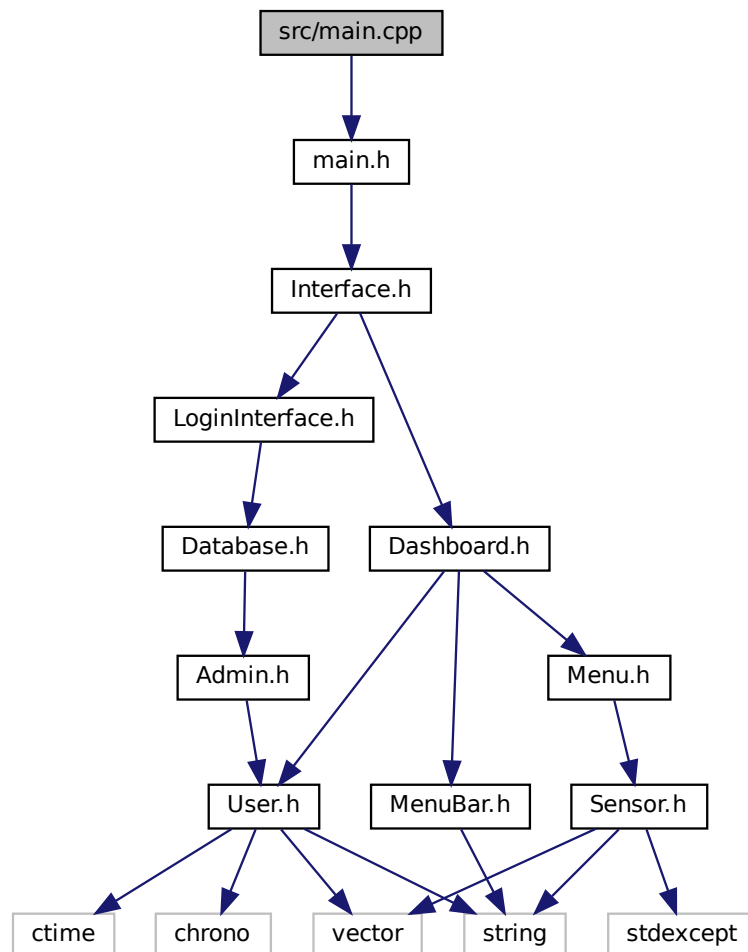 src/main.cpp
main.h
Interface.h
LoginInterface.h
Database.h
Dashboard.h
Admin.h
Menu.h
User.h
MenuBar.h
Sensor.h
ctime
chrono
vector
string
stdexcept